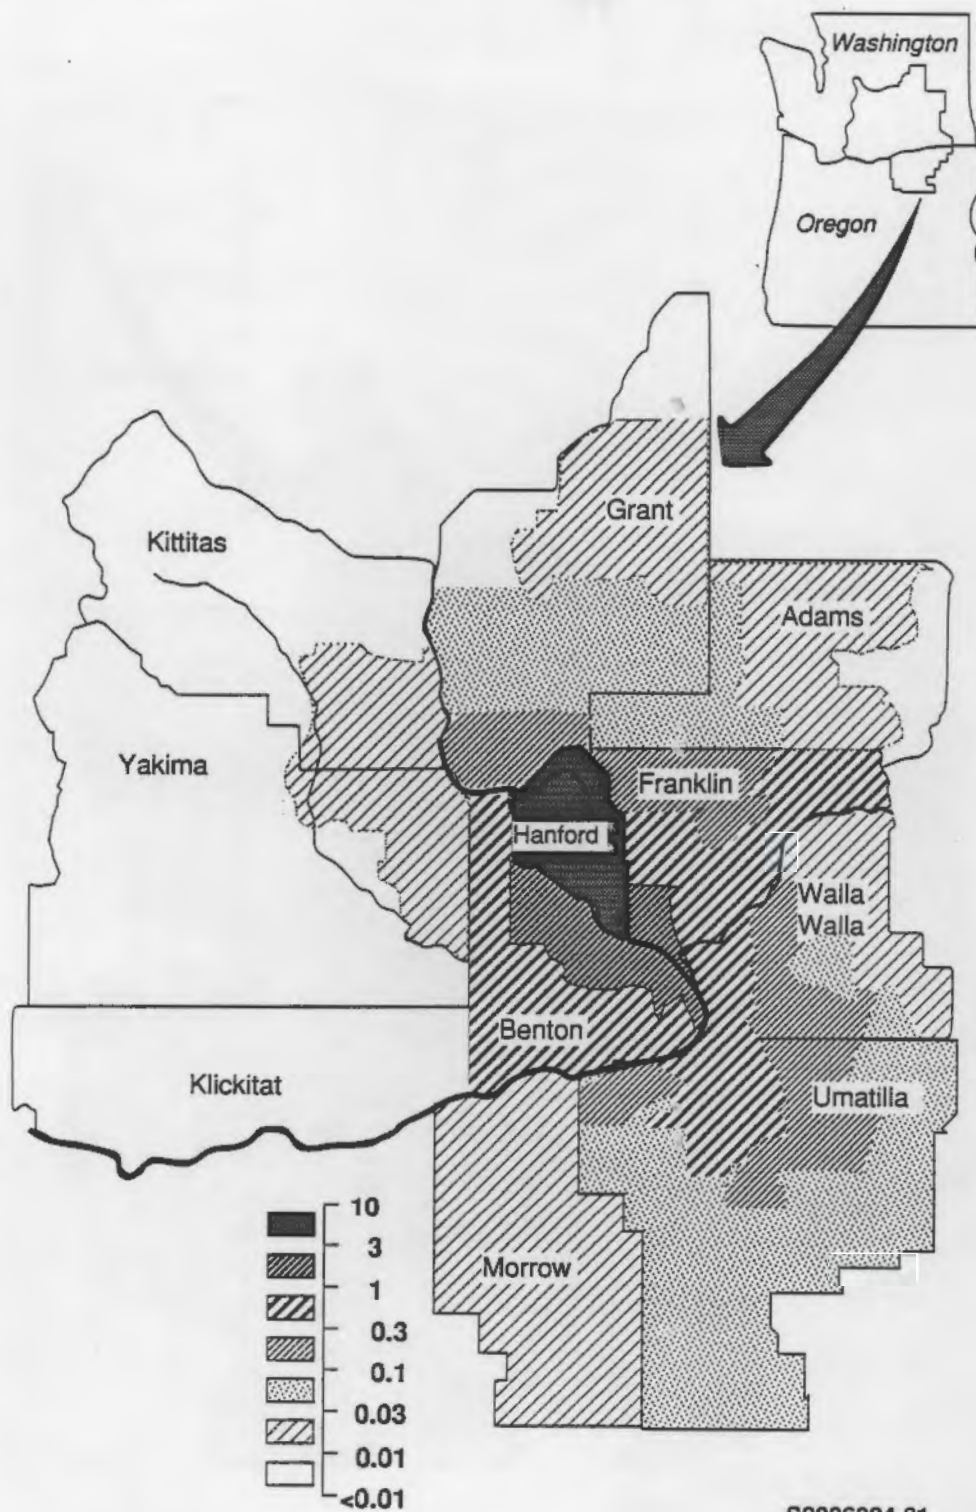 Washington
Oregon
Grant
Kittitas
Adams
Yakima
Franklin
Hanford
Walla
Walla
Benton
Klickitat
Umatilla
Morrow
10
3
1
0.3
0.1
0.03
0.01
<0.01